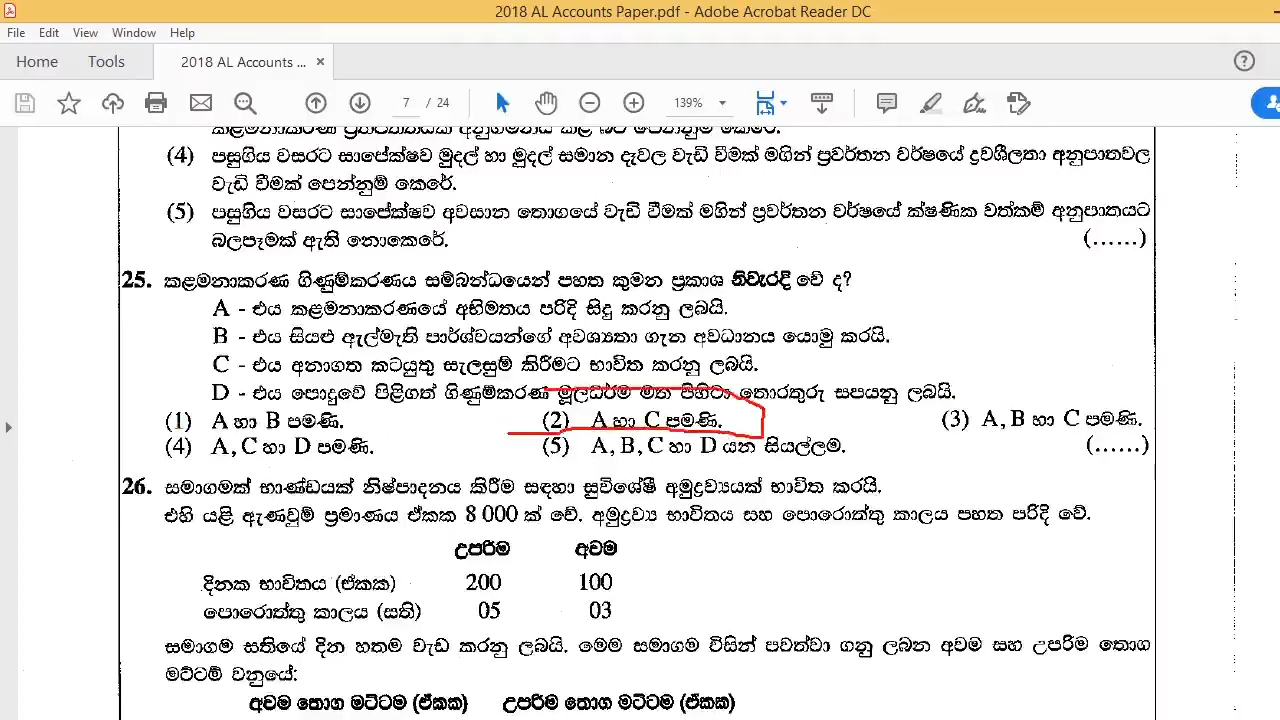 2018 AL Accounts Paper.pdf - Adobe Acrobat Reader DC
File Edit View Window Help
Home Tools 2018 AL Accounts ... ×
7 / 24 139%
කළමනාකරණ ප්‍රතිපත්තියක් අනුගමනය කළ බව පෙන්නුම් කෙරේ.
(4) පසුගිය වසරට සාපේක්ෂව මුදල් හා මුදල් සමාන දෑවල වැඩි වීමක් මගින් ප්‍රවර්තන වර්ෂයේ ද්‍රවශීලතා අනුපාතවල
වැඩි වීමක් පෙන්නුම් කෙරේ.
(5) පසුගිය වසරට සාපේක්ෂව අවසාන තොගයේ වැඩි වීමක් මගින් ප්‍රවර්තන වර්ෂයේ ක්ෂණික වත්කම් අනුපාතයට
බලපෑමක් ඇති නොකෙරේ. (......)
25. කළමනාකරණ ගිණුම්කරණය සම්බන්ධයෙන් පහත කුමන ප්‍රකාශ නිවැරදි වේ ද?
A - එය කළමනාකරණයේ අභිමතය පරිදි සිදු කරනු ලබයි.
B - එය සියළු ඇල්මැති පාර්ශ්වයන්ගේ අවශ්‍යතා ගැන අවධානය යොමු කරයි.
C - එය අනාගත කටයුතු සැලසුම් කිරීමට භාවිත කරනු ලබයි.
D - එය පොදුවේ පිළිගත් ගිණුම්කරණ මූලධර්ම මත පිහිටා තොරතුරු සපයනු ලබයි.
(1) A හා B පමණි. (2) A හා C පමණි. (3) A, B හා C පමණි.
(4) A, C හා D පමණි. (5) A, B, C හා D යන සියල්ලම. (......)
26. සමාගමක් භාණ්ඩයක් නිෂ්පාදනය කිරීම සඳහා සුවිශේෂී අමුද්‍රව්‍යයක් භාවිත කරයි.
එහි යළි ඇණවුම් ප්‍රමාණය ඒකක 8 000 ක් වේ. අමුද්‍රව්‍ය භාවිතය සහ පොරොත්තු කාලය පහත පරිදි වේ.
උපරිම අවම
දිනක භාවිතය (ඒකක) 200 100
පොරොත්තු කාලය (සති) 05 03
සමාගම සතියේ දින හතම වැඩ කරනු ලබයි. මෙම සමාගම විසින් පවත්වා ගනු ලබන අවම සහ උපරිම තොග
මට්ටම් වනුයේ:
අවම තොග මට්ටම (ඒකක) උපරිම තොග මට්ටම (ඒකක)